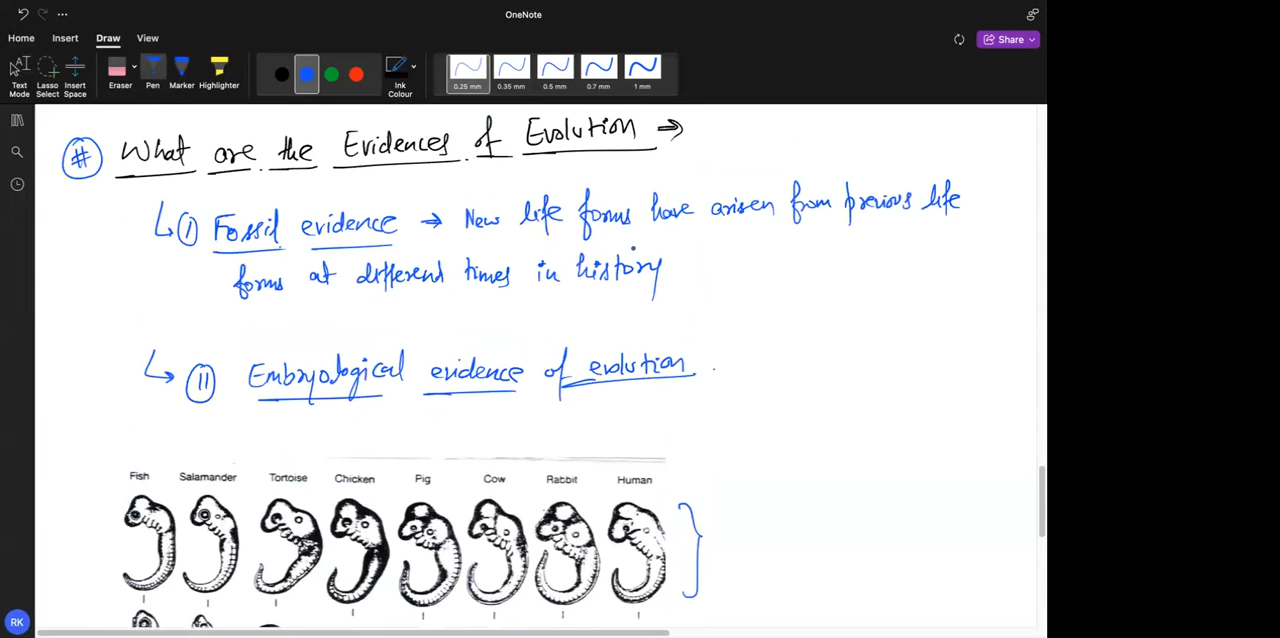 OneNote
Home Insert Draw View
Share
Text Mode
Lasso Select
Insert Space
Eraser
Pen
Marker
Highlighter
Ink Colour
0.25 mm 0.35 mm 0.5 mm 0.7 mm 1 mm
# What are the Evidences of Evolution ⇒
↳ (I) Fossil evidence → New life forms have arisen from previous life
forms at different times in history
↳ (II) Embryological evidence of evolution .
Fish Salamander Tortoise Chicken Pig Cow Rabbit Human
RK